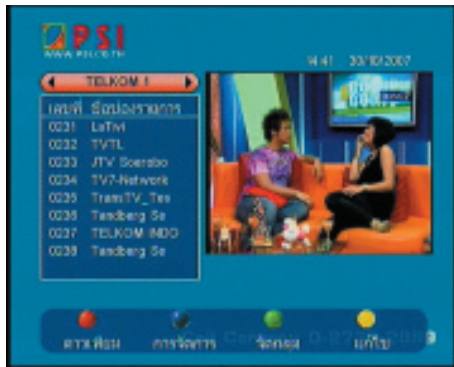 PSI
WWW.PSI.CO.TH
14:41 30/10/2007
TELKOM 1
เลขที่ ชื่อช่องรายการ
0231 LaTivi
0232 TVTL
0233 JTV Soerabo
0234 TV7-Network
0235 TransTV_Tes
0236 Tandberg Se
0237 TELKOM INDO
0238 Tandberg Se
ดาวเทียม การจัดการ จัดกลุ่ม แก้ไข